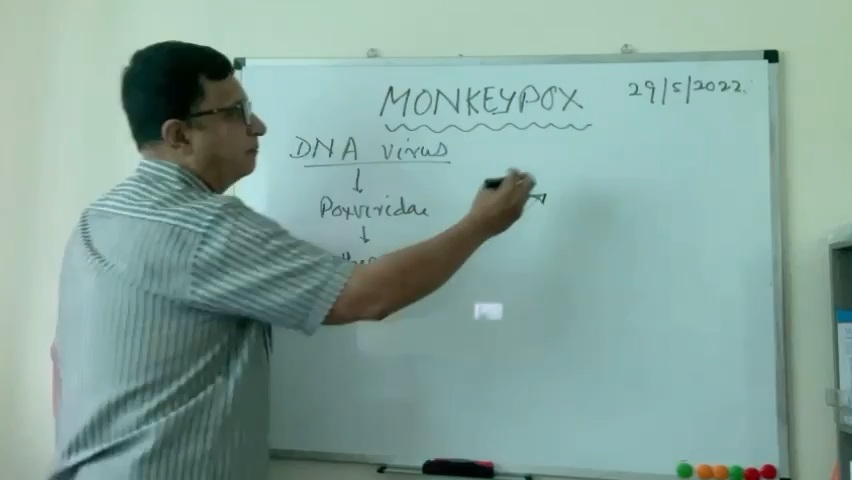 MONKEYPOX
29/5/2022
DNA virus
↓
Poxviridae
↓